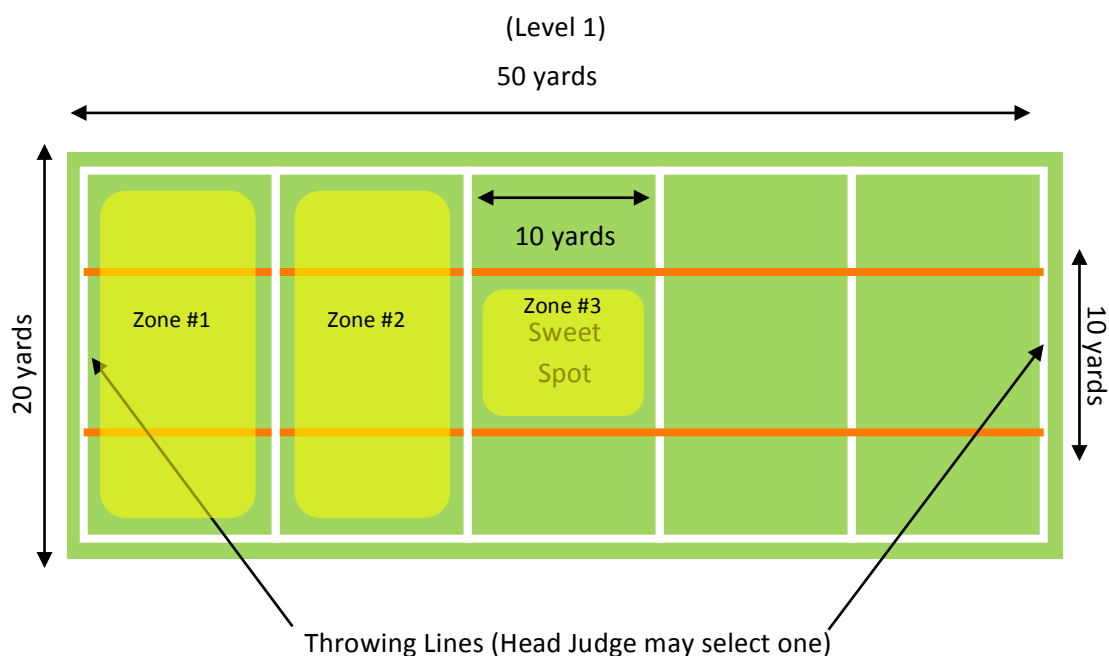 (Level 1)
50 yards
10 yards
Zone #1
Zone #2
Zone #3
Sweet
Spot
20 yards
10 yards
Throwing Lines (Head Judge may select one)